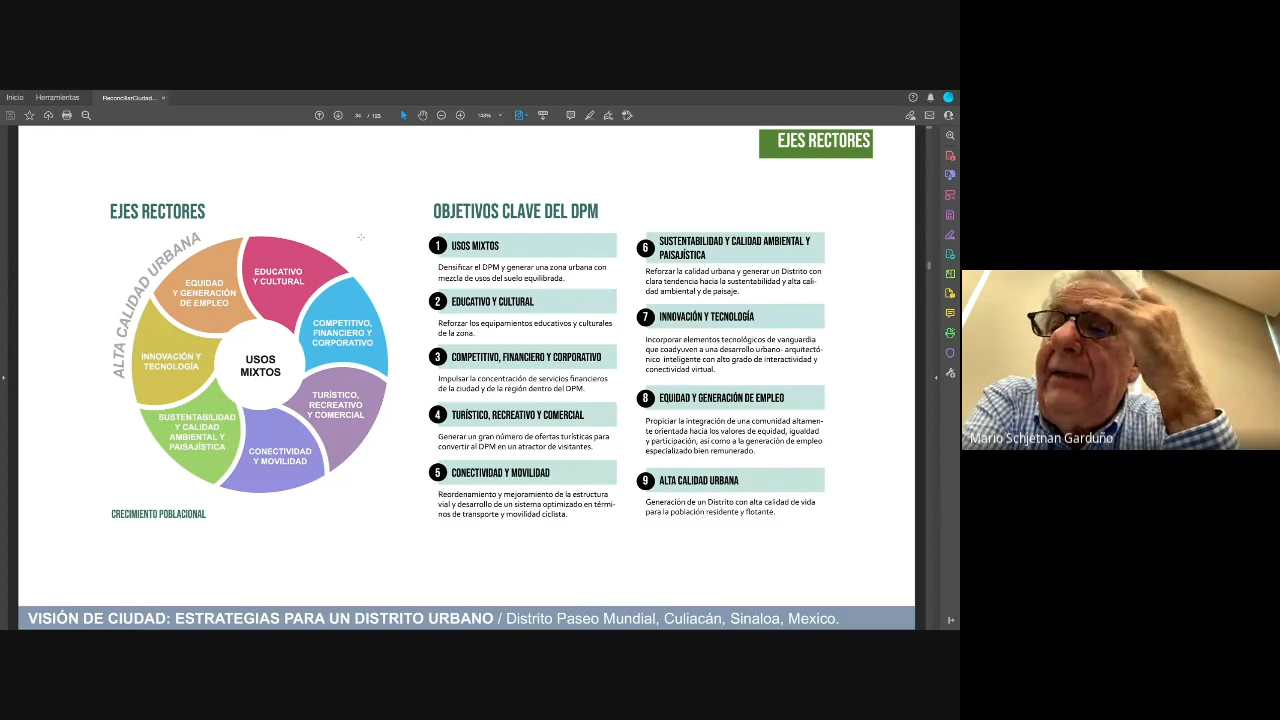 Inicio
Herramientas
ReconciliarCiudad... ×
34 / 123
148%
EJES RECTORES
EJES RECTORES
ALTA CALIDAD URBANA
EQUIDAD
Y GENERACIÓN
DE EMPLEO
EDUCATIVO
Y CULTURAL
COMPETITIVO,
FINANCIERO Y
CORPORATIVO
INNOVACIÓN Y
TECNOLOGÍA
USOS
MIXTOS
TURÍSTICO,
RECREATIVO
Y COMERCIAL
SUSTENTABILIDAD
Y CALIDAD
AMBIENTAL Y
PAISAJÍSTICA
CONECTIVIDAD
Y MOVILIDAD
CRECIMIENTO POBLACIONAL
OBJETIVOS CLAVE DEL DPM
1 USOS MIXTOS
Densificar el DPM y generar una zona urbana con
mezcla de usos del suelo equilibrada.
2 EDUCATIVO Y CULTURAL
Reforzar los equipamientos educativos y culturales
de la zona.
3 COMPETITIVO, FINANCIERO Y CORPORATIVO
Impulsar la concentración de servicios financieros
de la ciudad y de la región dentro del DPM.
4 TURÍSTICO, RECREATIVO Y COMERCIAL
Generar un gran número de ofertas turísticas para
convertir al DPM en un atractor de visitantes.
5 CONECTIVIDAD Y MOVILIDAD
Reordenamiento y mejoramiento de la estructura
vial y desarrollo de un sistema optimizado en térmi-
nos de transporte y movilidad ciclista.
6 SUSTENTABILIDAD Y CALIDAD AMBIENTAL Y
PAISAJÍSTICA
Reforzar la calidad urbana y generar un Distrito con
clara tendencia hacia la sustentabilidad y alta cali-
dad ambiental y de paisaje.
7 INNOVACIÓN Y TECNOLOGÍA
Incorporar elementos tecnológicos de vanguardia
que coadyuven a una desarrollo urbano- arquitectó-
nico inteligente con alto grado de interactividad y
conectividad virtual.
8 EQUIDAD Y GENERACIÓN DE EMPLEO
Propiciar la integración de una comunidad altamen-
te orientada hacia los valores de equidad, igualdad
y participación, así como a la generación de empleo
especializado bien remunerado.
9 ALTA CALIDAD URBANA
Generación de un Distrito con alta calidad de vida
para la población residente y flotante.
VISIÓN DE CIUDAD: ESTRATEGIAS PARA UN DISTRITO URBANO / Distrito Paseo Mundial, Culiacán, Sinaloa, Mexico.
Mario Schjetnan Garduño